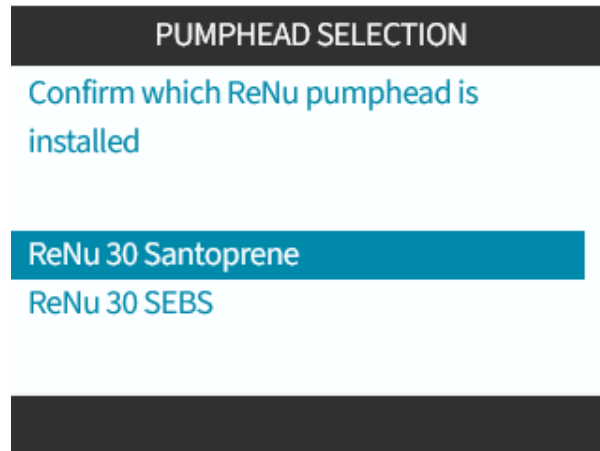 PUMPHEAD SELECTION
Confirm which ReNu pumphead is
installed
ReNu 30 Santoprene
ReNu 30 SEBS